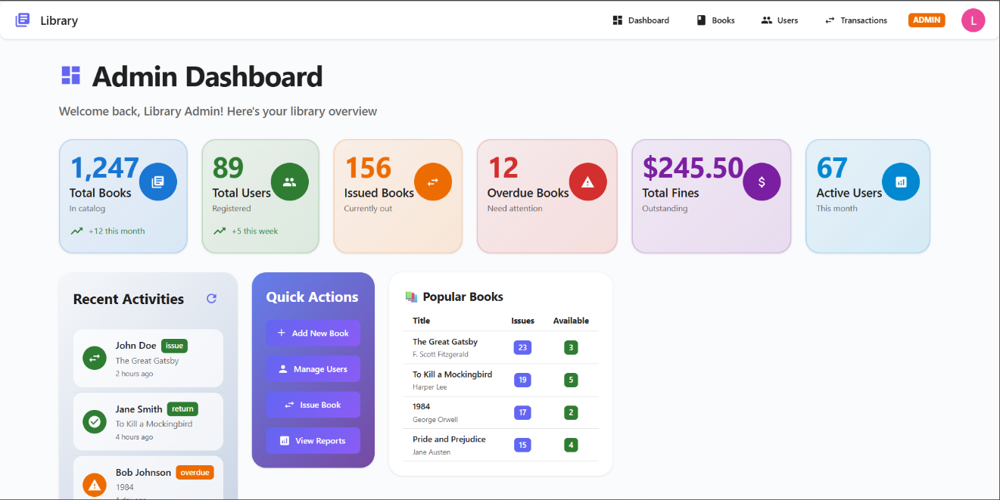 Library
Dashboard
Books
Users
Transactions
ADMIN
L
Admin Dashboard
Welcome back, Library Admin! Here's your library overview
1,247
Total Books
In catalog
+12 this month
89
Total Users
Registered
+5 this week
156
Issued Books
Currently out
12
Overdue Books
Need attention
$245.50
Total Fines
Outstanding
$
67
Active Users
This month
Recent Activities
John Doe issue
The Great Gatsby
2 hours ago
Jane Smith return
To Kill a Mockingbird
4 hours ago
Bob Johnson overdue
1984
Quick Actions
Add New Book
Manage Users
Issue Book
View Reports
Popular Books
Title Issues Available
The Great Gatsby 23 3
F. Scott Fitzgerald
To Kill a Mockingbird 19 5
Harper Lee
1984 17 2
George Orwell
Pride and Prejudice 15 4
Jane Austen